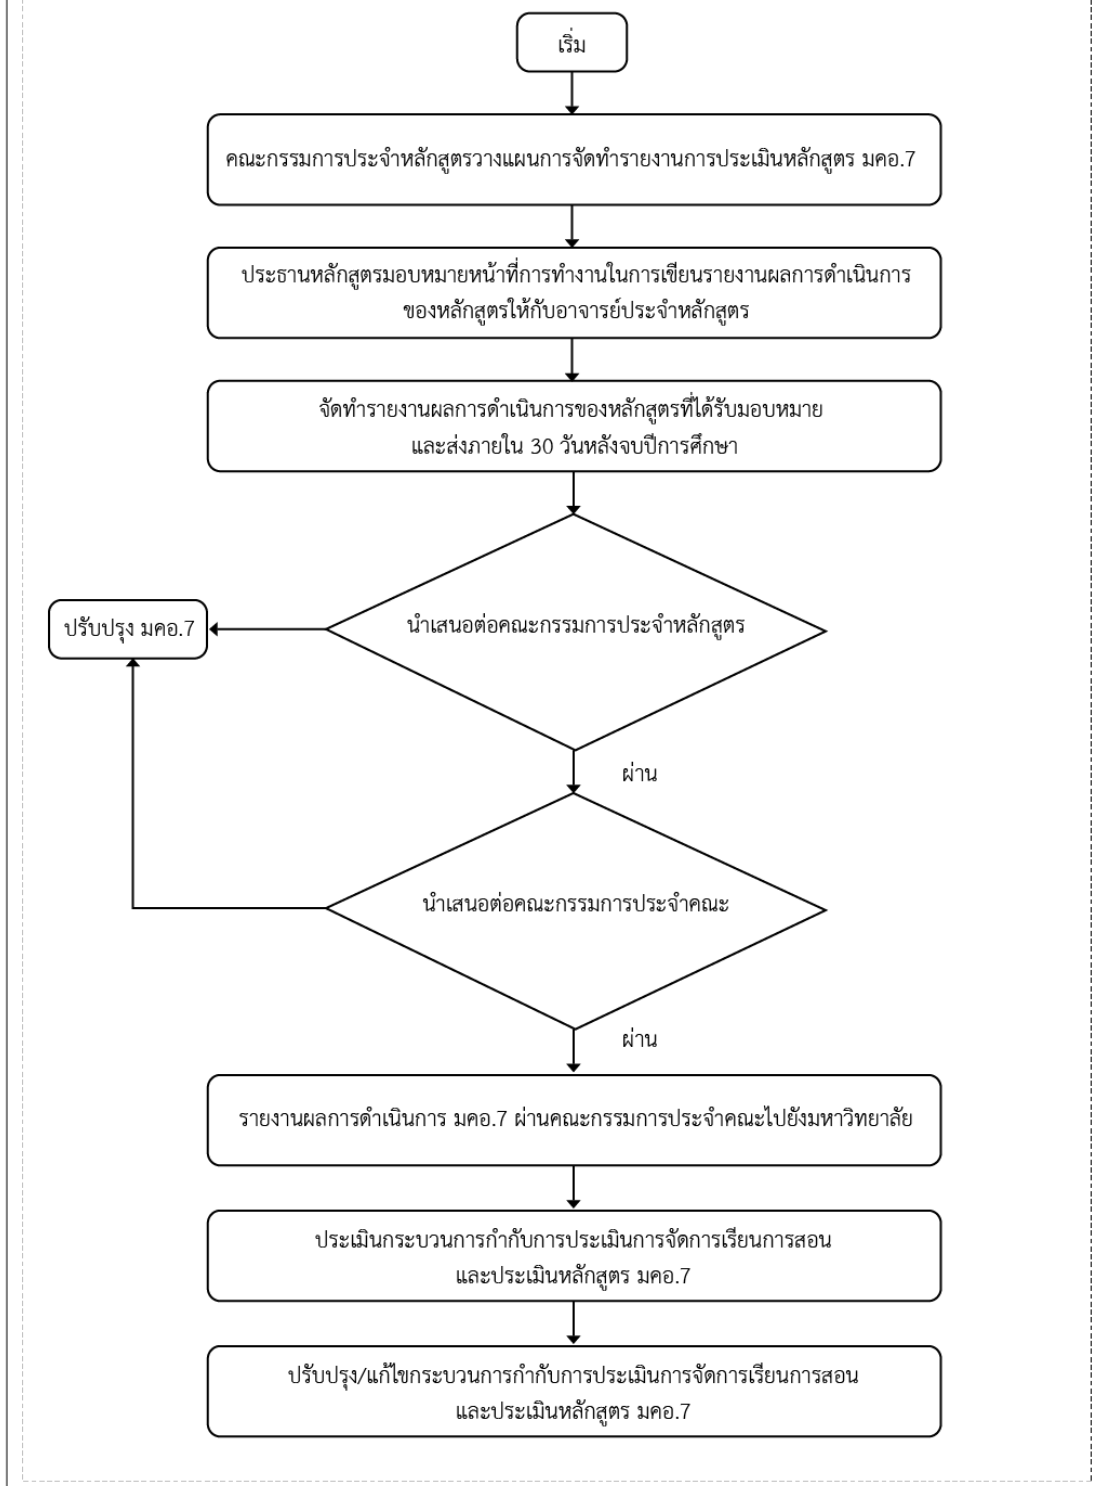 เริ่ม
คณะกรรมการประจำหลักสูตรวางแผนการจัดทำรายงานการประเมินหลักสูตร มคอ.7
ประธานหลักสูตรมอบหมายหน้าที่การทำงานในการเขียนรายงานผลการดำเนินการ
ของหลักสูตรให้กับอาจารย์ประจำหลักสูตร
จัดทำรายงานผลการดำเนินการของหลักสูตรที่ได้รับมอบหมาย
และส่งภายใน 30 วันหลังจบปีการศึกษา
นำเสนอต่อคณะกรรมการประจำหลักสูตร
ปรับปรุง มคอ.7
ผ่าน
นำเสนอต่อคณะกรรมการประจำคณะ
ผ่าน
รายงานผลการดำเนินการ มคอ.7 ผ่านคณะกรรมการประจำคณะไปยังมหาวิทยาลัย
ประเมินกระบวนการกำกับการประเมินการจัดการเรียนการสอน
และประเมินหลักสูตร มคอ.7
ปรับปรุง/แก้ไขกระบวนการกำกับการประเมินการจัดการเรียนการสอน
และประเมินหลักสูตร มคอ.7